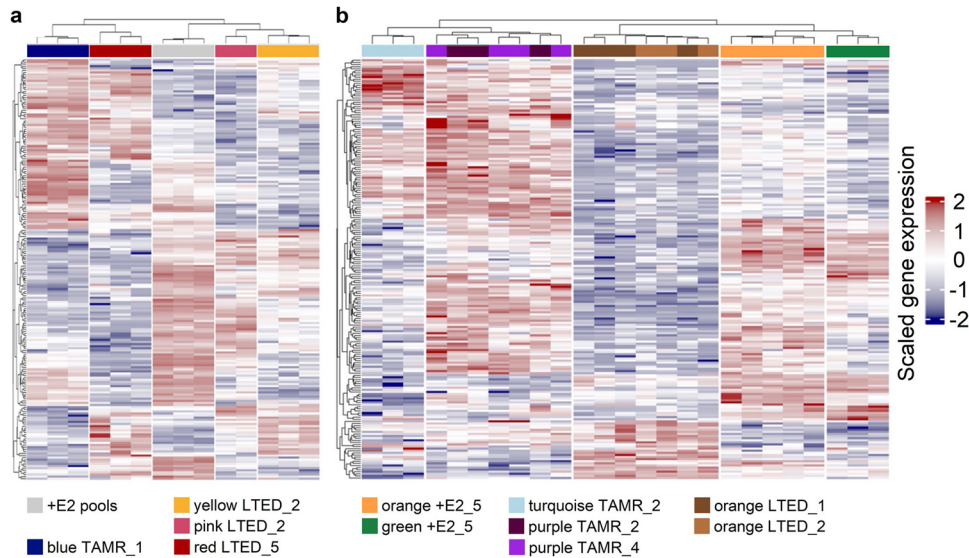 a
b
Scaled gene expression
2
1
0
-1
-2
+E2 pools
blue TAMR_1
yellow LTED_2
pink LTED_2
red LTED_5
orange +E2_5
green +E2_5
turquoise TAMR_2
purple TAMR_2
purple TAMR_4
orange LTED_1
orange LTED_2